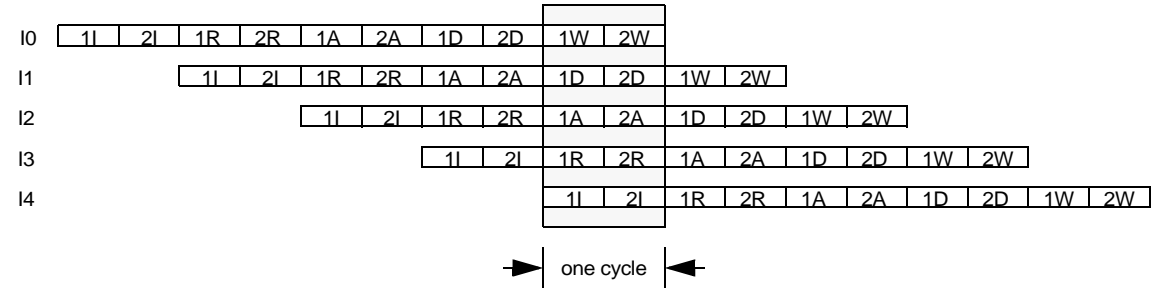 I0 1I 2I 1R 2R 1A 2A 1D 2D 1W 2W
I1 1I 2I 1R 2R 1A 2A 1D 2D 1W 2W
I2 1I 2I 1R 2R 1A 2A 1D 2D 1W 2W
I3 1I 2I 1R 2R 1A 2A 1D 2D 1W 2W
I4 1I 2I 1R 2R 1A 2A 1D 2D 1W 2W
one cycle